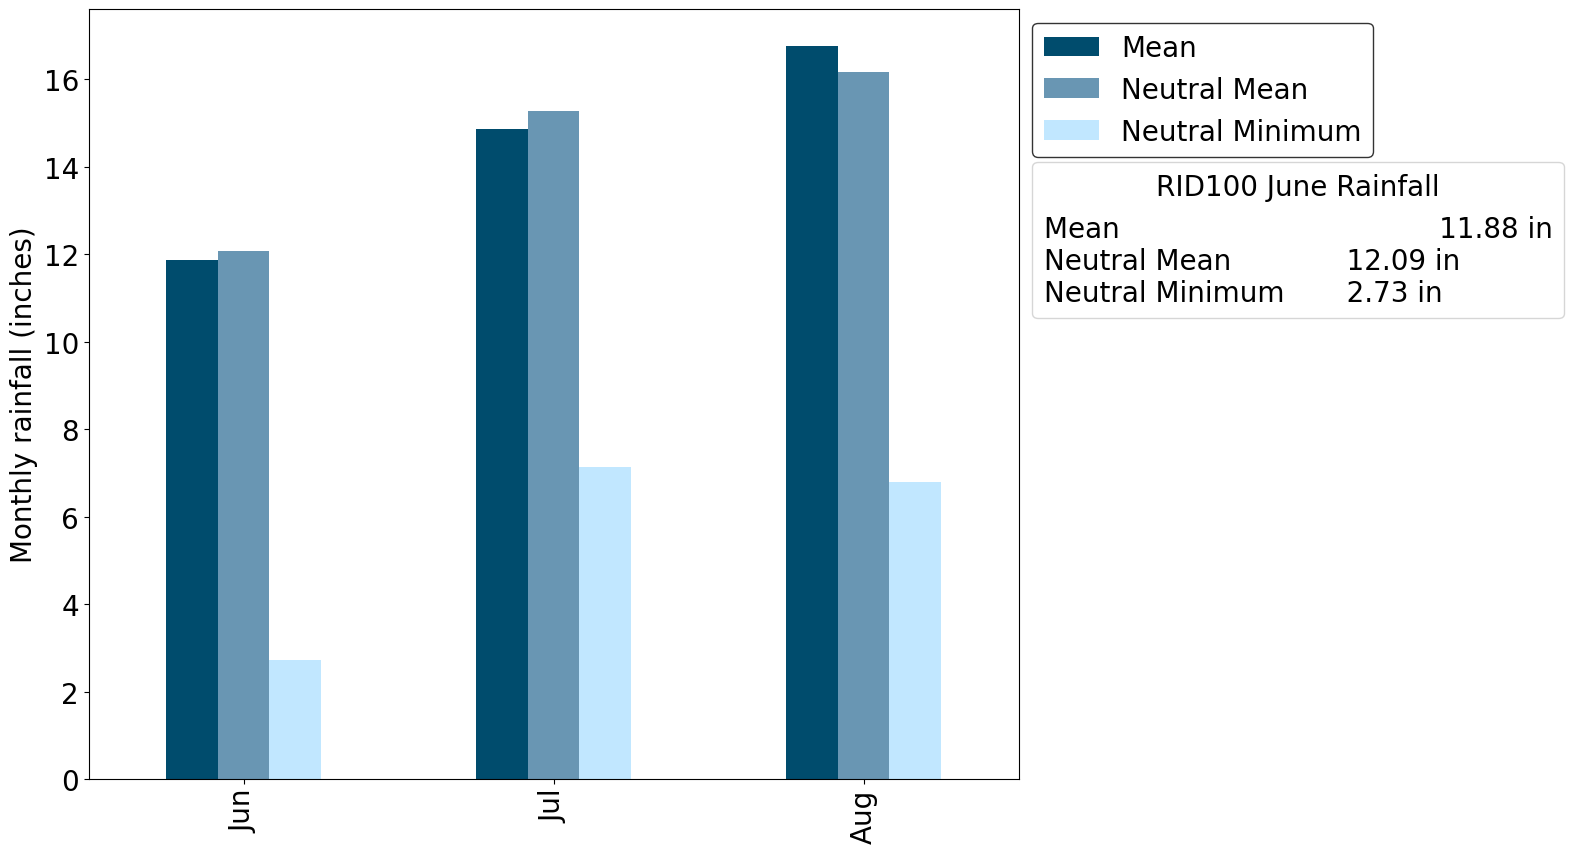 Monthly rainfall (inches)
16
14
12
10
8
6
4
2
0
Jun
Jul
Aug
Mean
Neutral Mean
Neutral Minimum
RID100 June Rainfall
Mean 11.88 in
Neutral Mean 12.09 in
Neutral Minimum 2.73 in